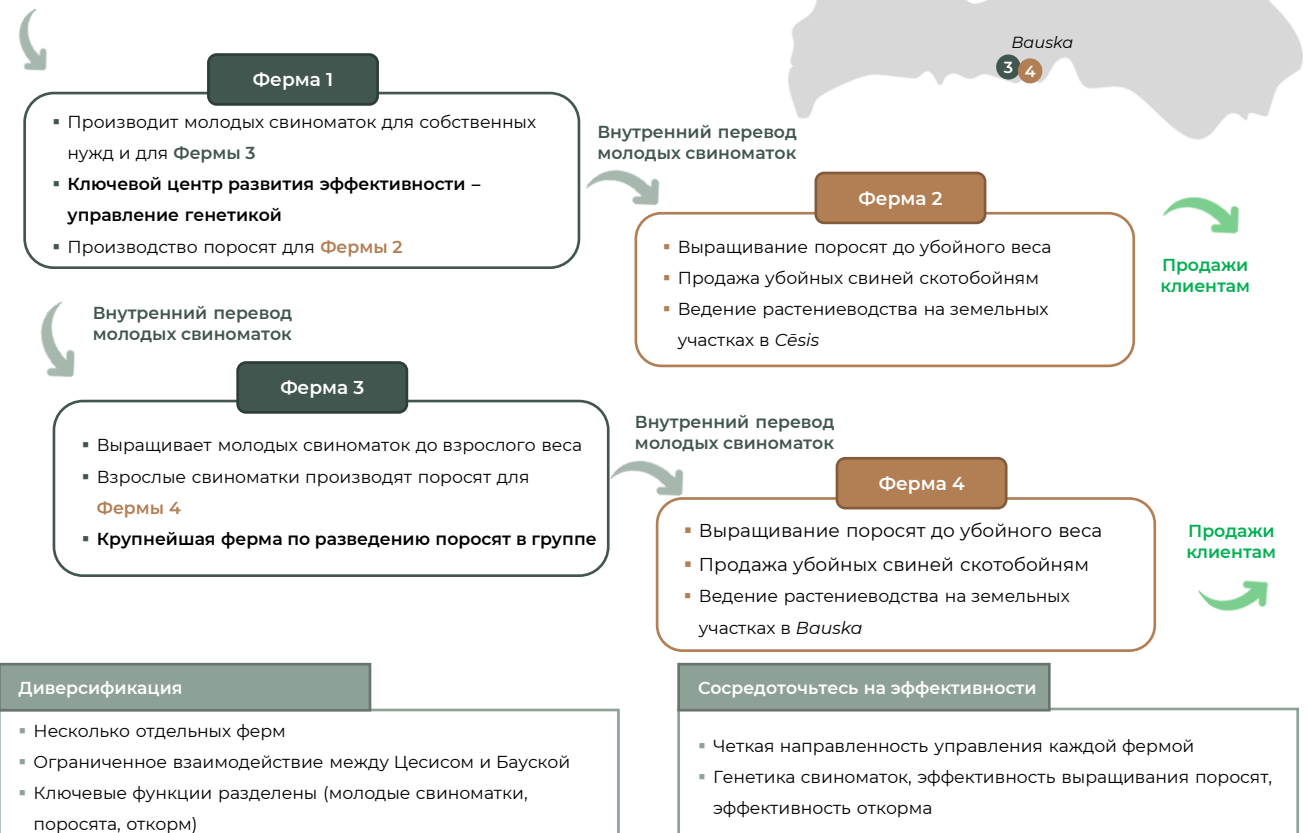 Bauska
3
4
Ферма 1
▪ Производит молодых свиноматок для собственных
нужд и для Фермы 3
▪ Ключевой центр развития эффективности –
управление генетикой
▪ Производство поросят для Фермы 2
Внутренний перевод
молодых свиноматок
Ферма 2
▪ Выращивание поросят до убойного веса
▪ Продажа убойных свиней скотобойням
▪ Ведение растениеводства на земельных
участках в Cēsis
Продажи
клиентам
Внутренний перевод
молодых свиноматок
Ферма 3
▪ Выращивает молодых свиноматок до взрослого веса
▪ Взрослые свиноматки производят поросят для
Фермы 4
▪ Крупнейшая ферма по разведению поросят в группе
Внутренний перевод
молодых свиноматок
Ферма 4
▪ Выращивание поросят до убойного веса
▪ Продажа убойных свиней скотобойням
▪ Ведение растениеводства на земельных
участках в Bauska
Продажи
клиентам
Диверсификация
▪ Несколько отдельных ферм
▪ Ограниченное взаимодействие между Цесисом и Бауской
▪ Ключевые функции разделены (молодые свиноматки,
поросята, откорм)
Сосредоточьтесь на эффективности
▪ Четкая направленность управления каждой фермой
▪ Генетика свиноматок, эффективность выращивания поросят,
эффективность откорма